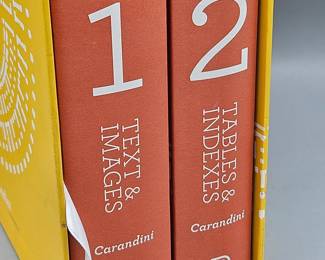 1
TEXT &
IMAGES
Carandini
2
TABLES &
INDEXES
Carandini